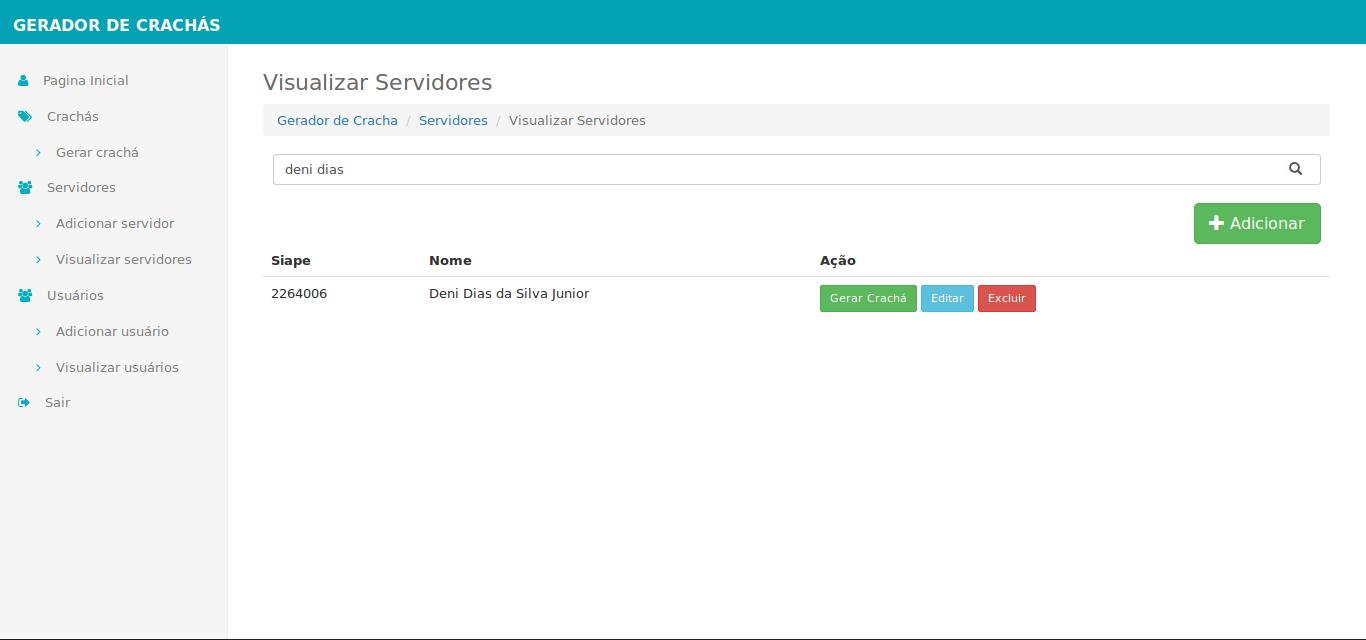 GERADOR DE CRACHÁS
Pagina Inicial
Crachás
Gerar crachá
Servidores
Adicionar servidor
Visualizar servidores
Usuários
Adicionar usuário
Visualizar usuários
Sair
Visualizar Servidores
Gerador de Cracha / Servidores / Visualizar Servidores
deni dias
Adicionar
Siape Nome Ação
2264006 Deni Dias da Silva Junior Gerar Crachá Editar Excluir